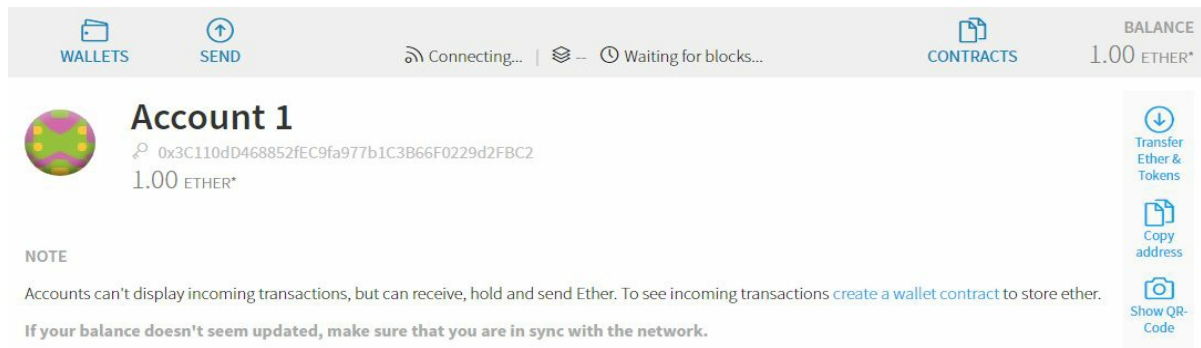 WALLETS
SEND
Connecting... | -- Waiting for blocks...
CONTRACTS
BALANCE
1.00 ETHER*
Account 1
0x3C110dD468852fEC9fa977b1C3B66F0229d2FBC2
1.00 ETHER*
Transfer
Ether &
Tokens
Copy
address
Show QR-
Code
NOTE
Accounts can't display incoming transactions, but can receive, hold and send Ether. To see incoming transactions create a wallet contract to store ether.
If your balance doesn't seem updated, make sure that you are in sync with the network.